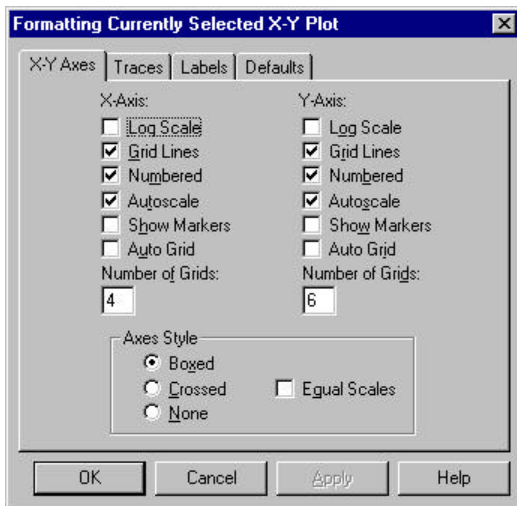 Formatting Currently Selected X-Y Plot
X-Y Axes Traces Labels Defaults
X-Axis: Y-Axis:
Log Scale Log Scale
Grid Lines Grid Lines
Numbered Numbered
Autoscale Autoscale
Show Markers Show Markers
Auto Grid Auto Grid
Number of Grids: Number of Grids:
4 6
Axes Style
Boxed
Crossed Equal Scales
None
OK Cancel Apply Help